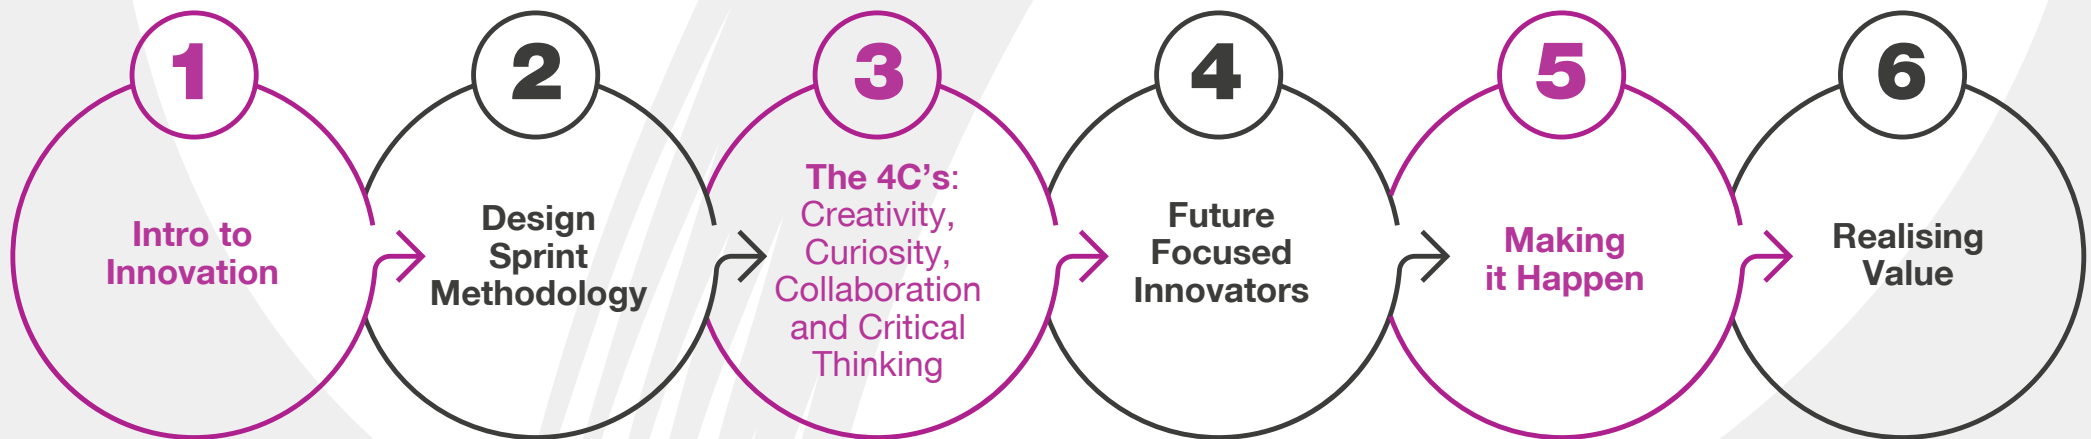 1
Intro to
Innovation
2
Design
Sprint
Methodology
3
The 4C’s:
Creativity,
Curiosity,
Collaboration
and Critical
Thinking
4
Future
Focused
Innovators
5
Making
it Happen
6
Realising
Value